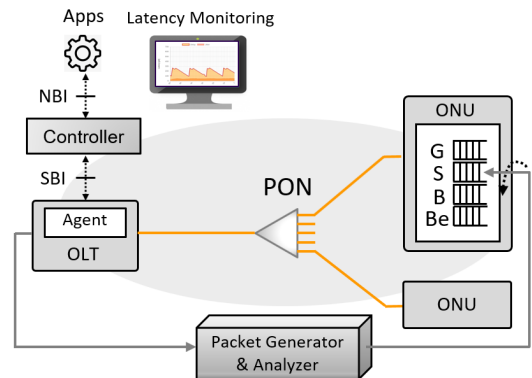 Apps
Latency Monitoring
NBI
Controller
SBI
Agent
OLT
PON
ONU
G
S
B
Be
ONU
Packet Generator
& Analyzer